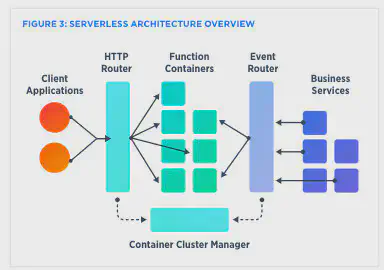 FIGURE 3: SERVERLESS ARCHITECTURE OVERVIEW
Client
Applications
HTTP
Router
Function
Containers
Event
Router
Business
Services
Container Cluster Manager